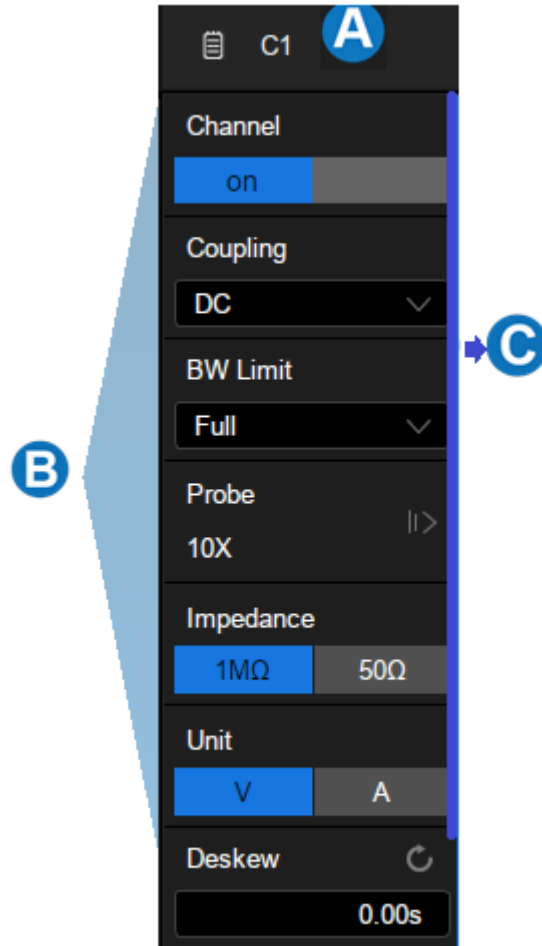 C1
A
Channel
on
Coupling
DC
C
BW Limit
Full
B
Probe
10X
Impedance
1MΩ 50Ω
Unit
V A
Deskew
0.00s